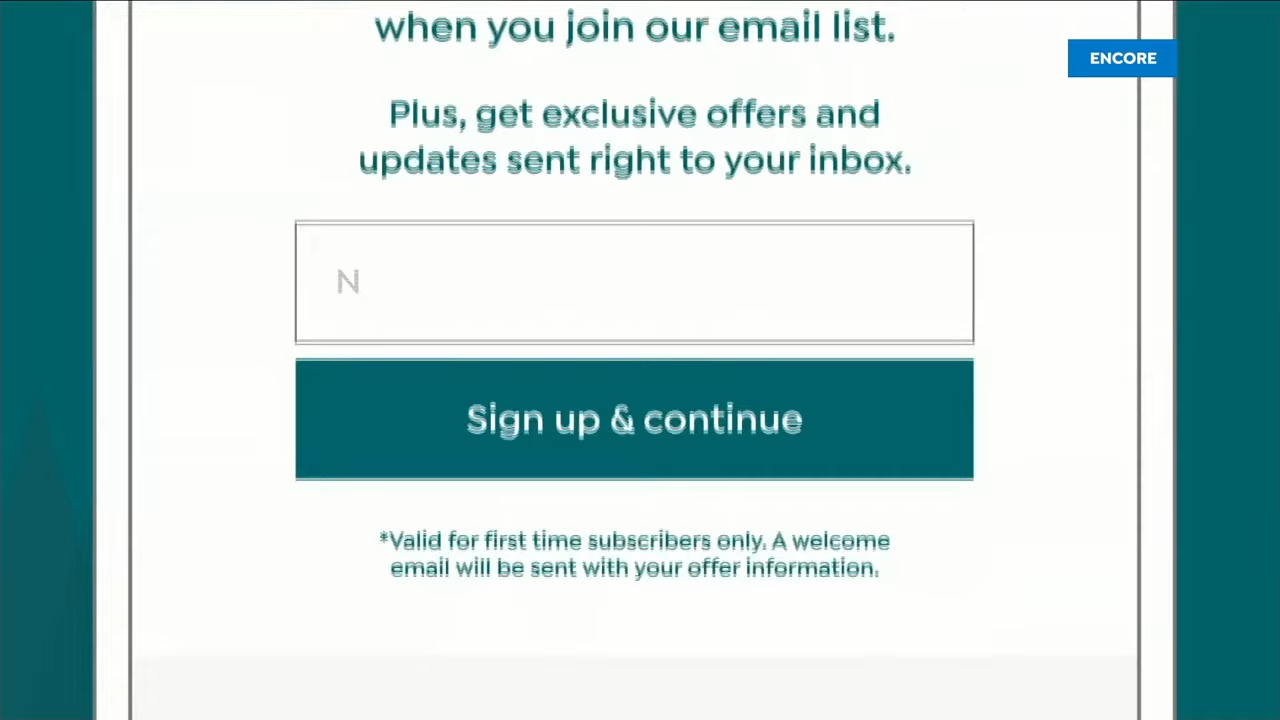 when you join our email list.
ENCORE
Plus, get exclusive offers and
updates sent right to your inbox.
N
Sign up & continue
*Valid for first time subscribers only. A welcome
email will be sent with your offer information.